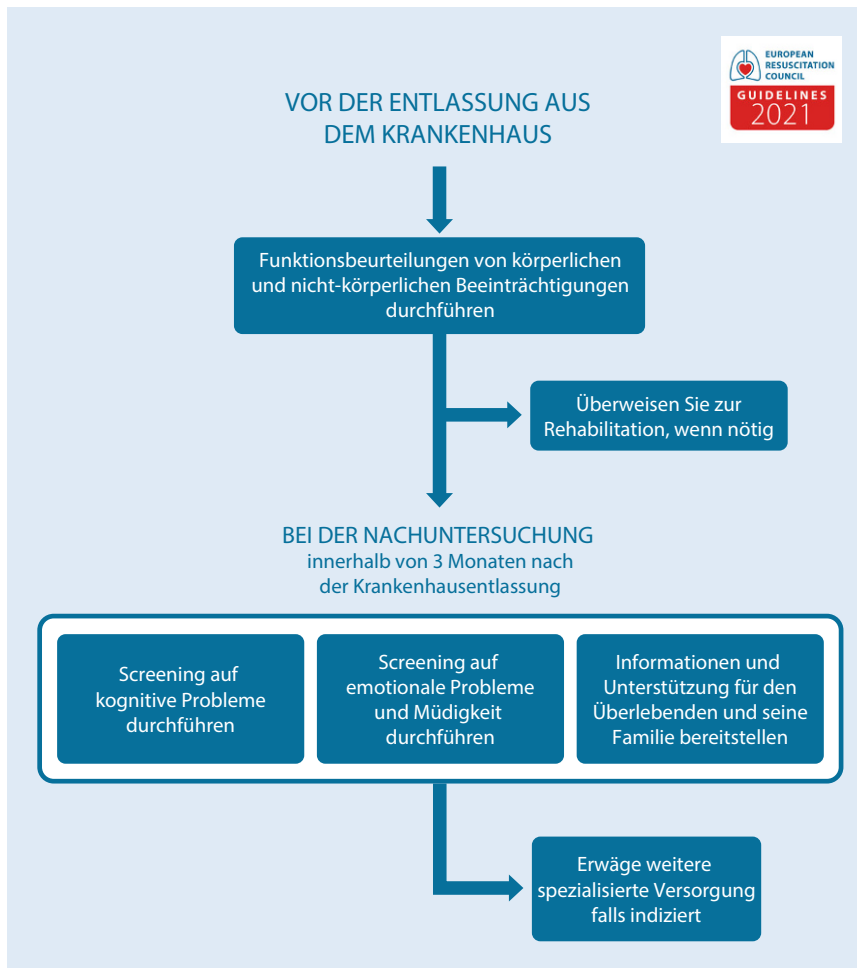 EUROPEAN
RESUSCITATION
COUNCIL
GUIDELINES
2021
VOR DER ENTLASSUNG AUS
DEM KRANKENHAUS
Funktionsbeurteilungen von körperlichen
und nicht-körperlichen Beeinträchtigungen
durchführen
Überweisen Sie zur
Rehabilitation, wenn nötig
BEI DER NACHUNTERSUCHUNG
innerhalb von 3 Monaten nach
der Krankenhausentlassung
Screening auf
kognitive Probleme
durchführen
Screening auf
emotionale Probleme
und Müdigkeit
durchführen
Informationen und
Unterstützung für den
Überlebenden und seine
Familie bereitstellen
Erwäge weitere
spezialisierte Versorgung
falls indiziert